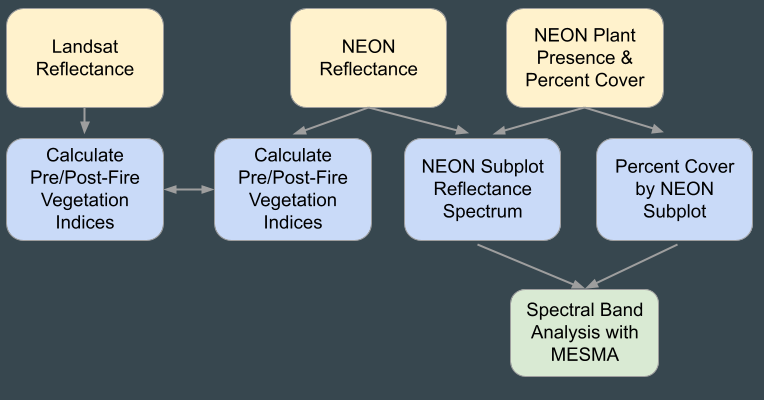 Landsat
Reflectance
NEON
Reflectance
NEON Plant
Presence &
Percent Cover
Calculate
Pre/Post-Fire
Vegetation
Indices
Calculate
Pre/Post-Fire
Vegetation
Indices
NEON Subplot
Reflectance
Spectrum
Percent Cover
by NEON
Subplot
Spectral Band
Analysis with
MESMA